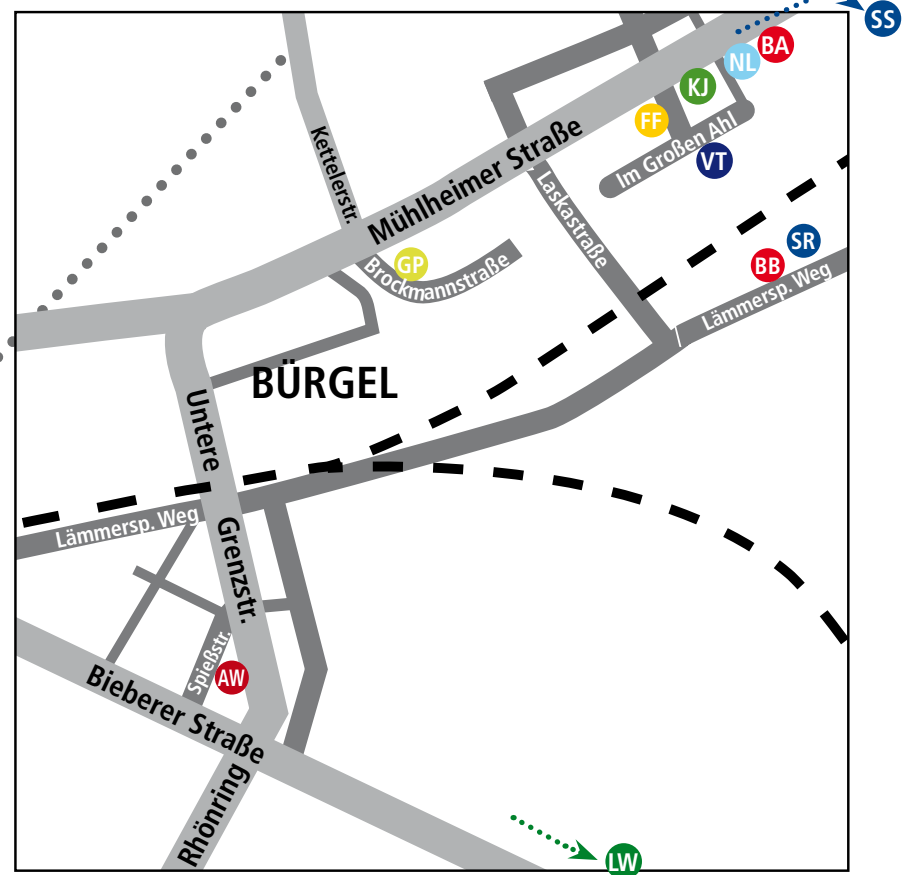 SS
BA
NL
KJ
FF
Im Großen Ahl
VT
Kettelerstr.
Mühlheimer Straße
Laskastraße
GP
Brockmannstraße
SR
BB
Lämmersp. Weg
BÜRGEL
Untere
Grenzstr.
Lämmersp. Weg
Spießstr.
AW
Bieberer Straße
Rhönring
LW